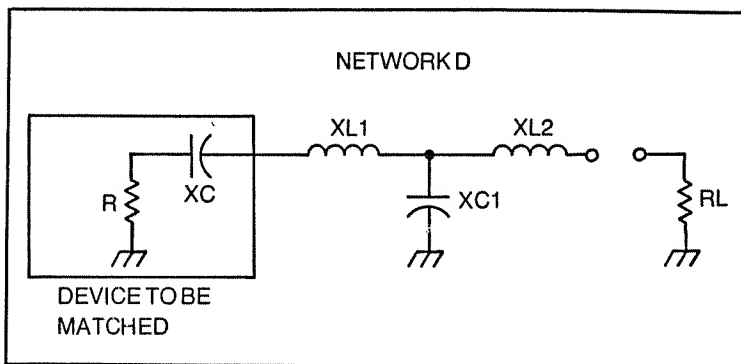 NETWORK D
XL1
XL2
XC
R
XC1
RL
DEVICE TO BE
MATCHED